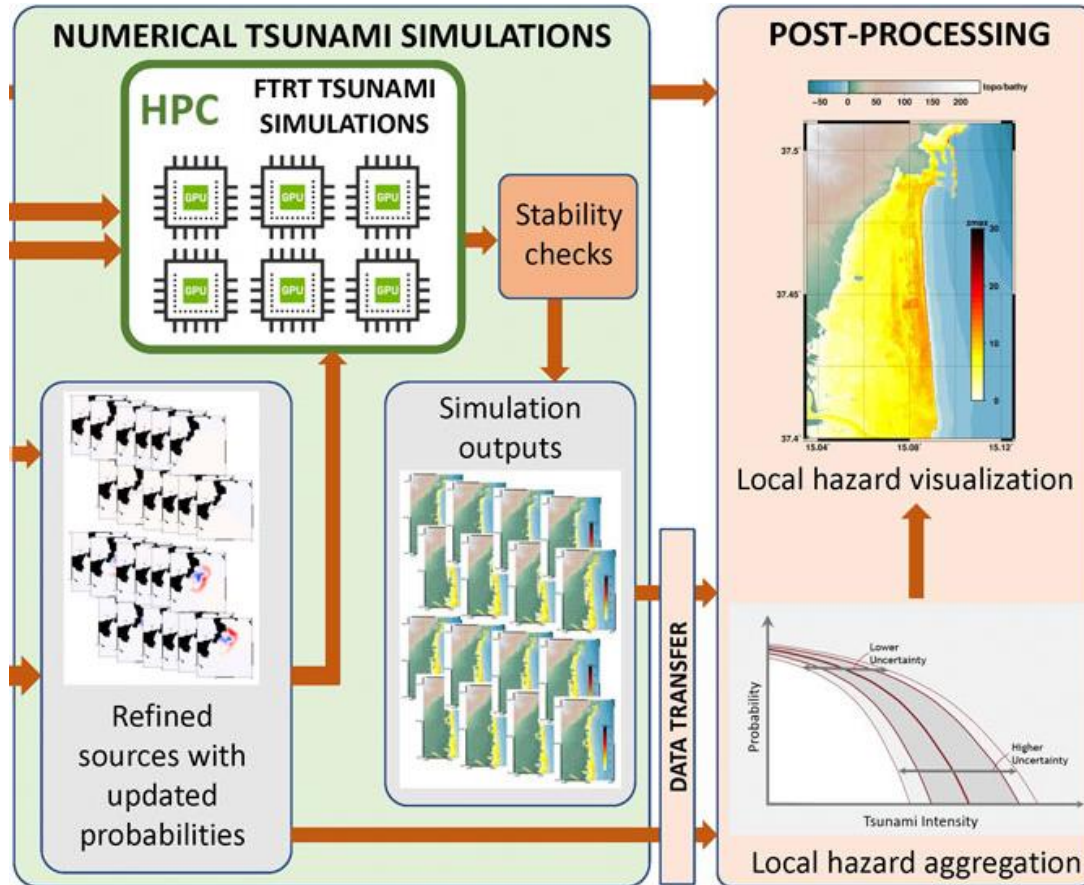 NUMERICAL TSUNAMI SIMULATIONS
HPC
FTRT TSUNAMI
SIMULATIONS
GPU
GPU
GPU
GPU
GPU
GPU
Stability
checks
Refined
sources with
updated
probabilities
Simulation
outputs
DATA TRANSFER
POST-PROCESSING
topo/bathy
−50 0 50 100 150 200
37.5
37.45
37.4
15.04 15.08 15.12
zmax
30
20
10
0
Local hazard visualization
Probability
Lower
Uncertainty
Higher
Uncertainty
Tsunami Intensity
Local hazard aggregation